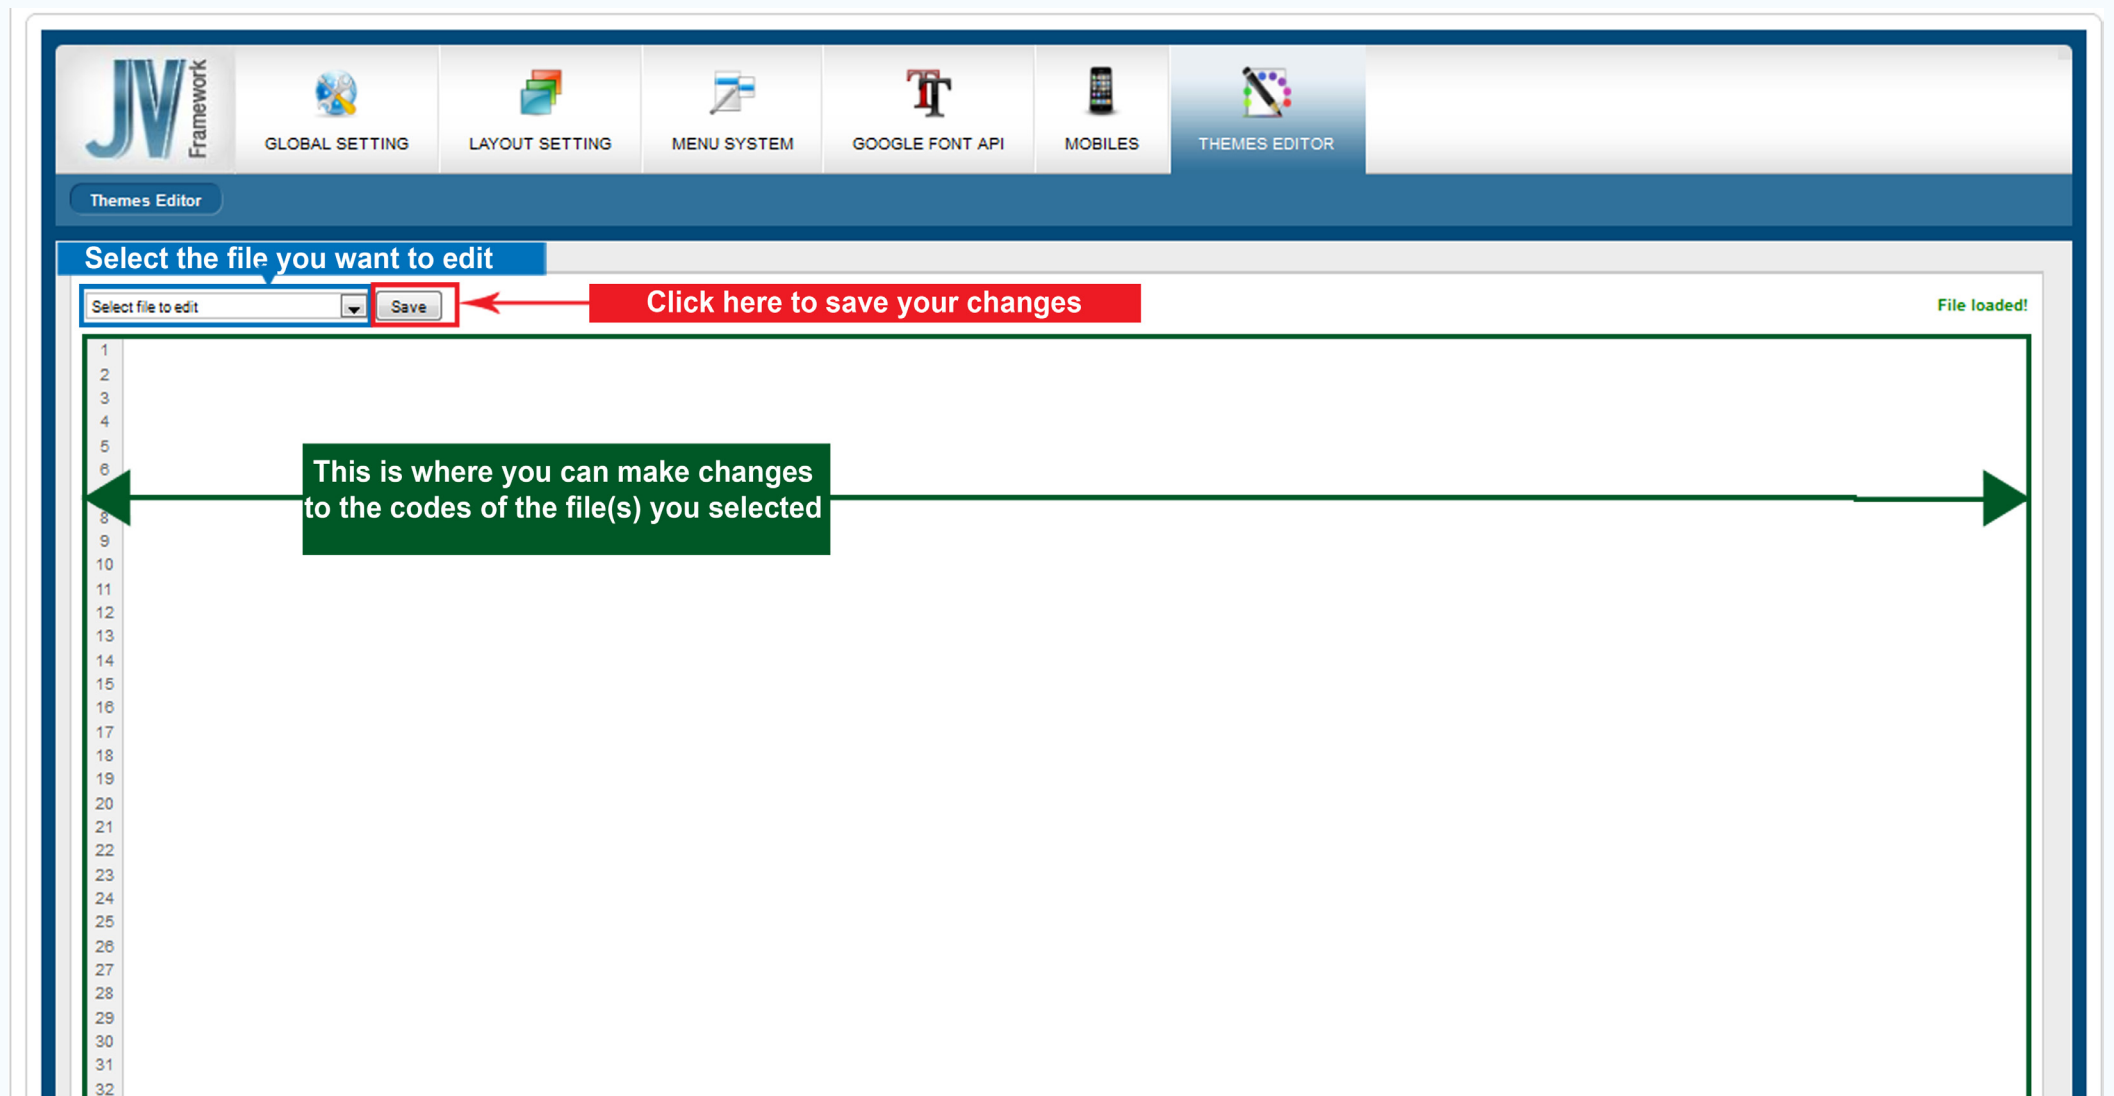 JV Framework
GLOBAL SETTING
LAYOUT SETTING
MENU SYSTEM
GOOGLE FONT API
MOBILES
THEMES EDITOR
Themes Editor
Select the file you want to edit
Select file to edit
Save
Click here to save your changes
File loaded!
1
2
3
4
5
6
This is where you can make changes
to the codes of the file(s) you selected
8
9
10
11
12
13
14
15
16
17
18
19
20
21
22
23
24
25
26
27
28
29
30
31
32